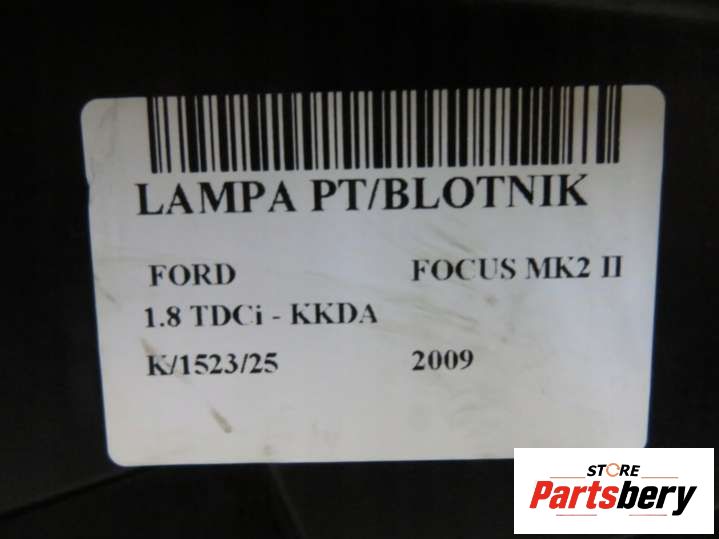 LAMPA PT/BLOTNIK
FORD FOCUS MK2 II
1.8 TDCi - KKDA
K/1523/25 2009
STORE
Partsbery